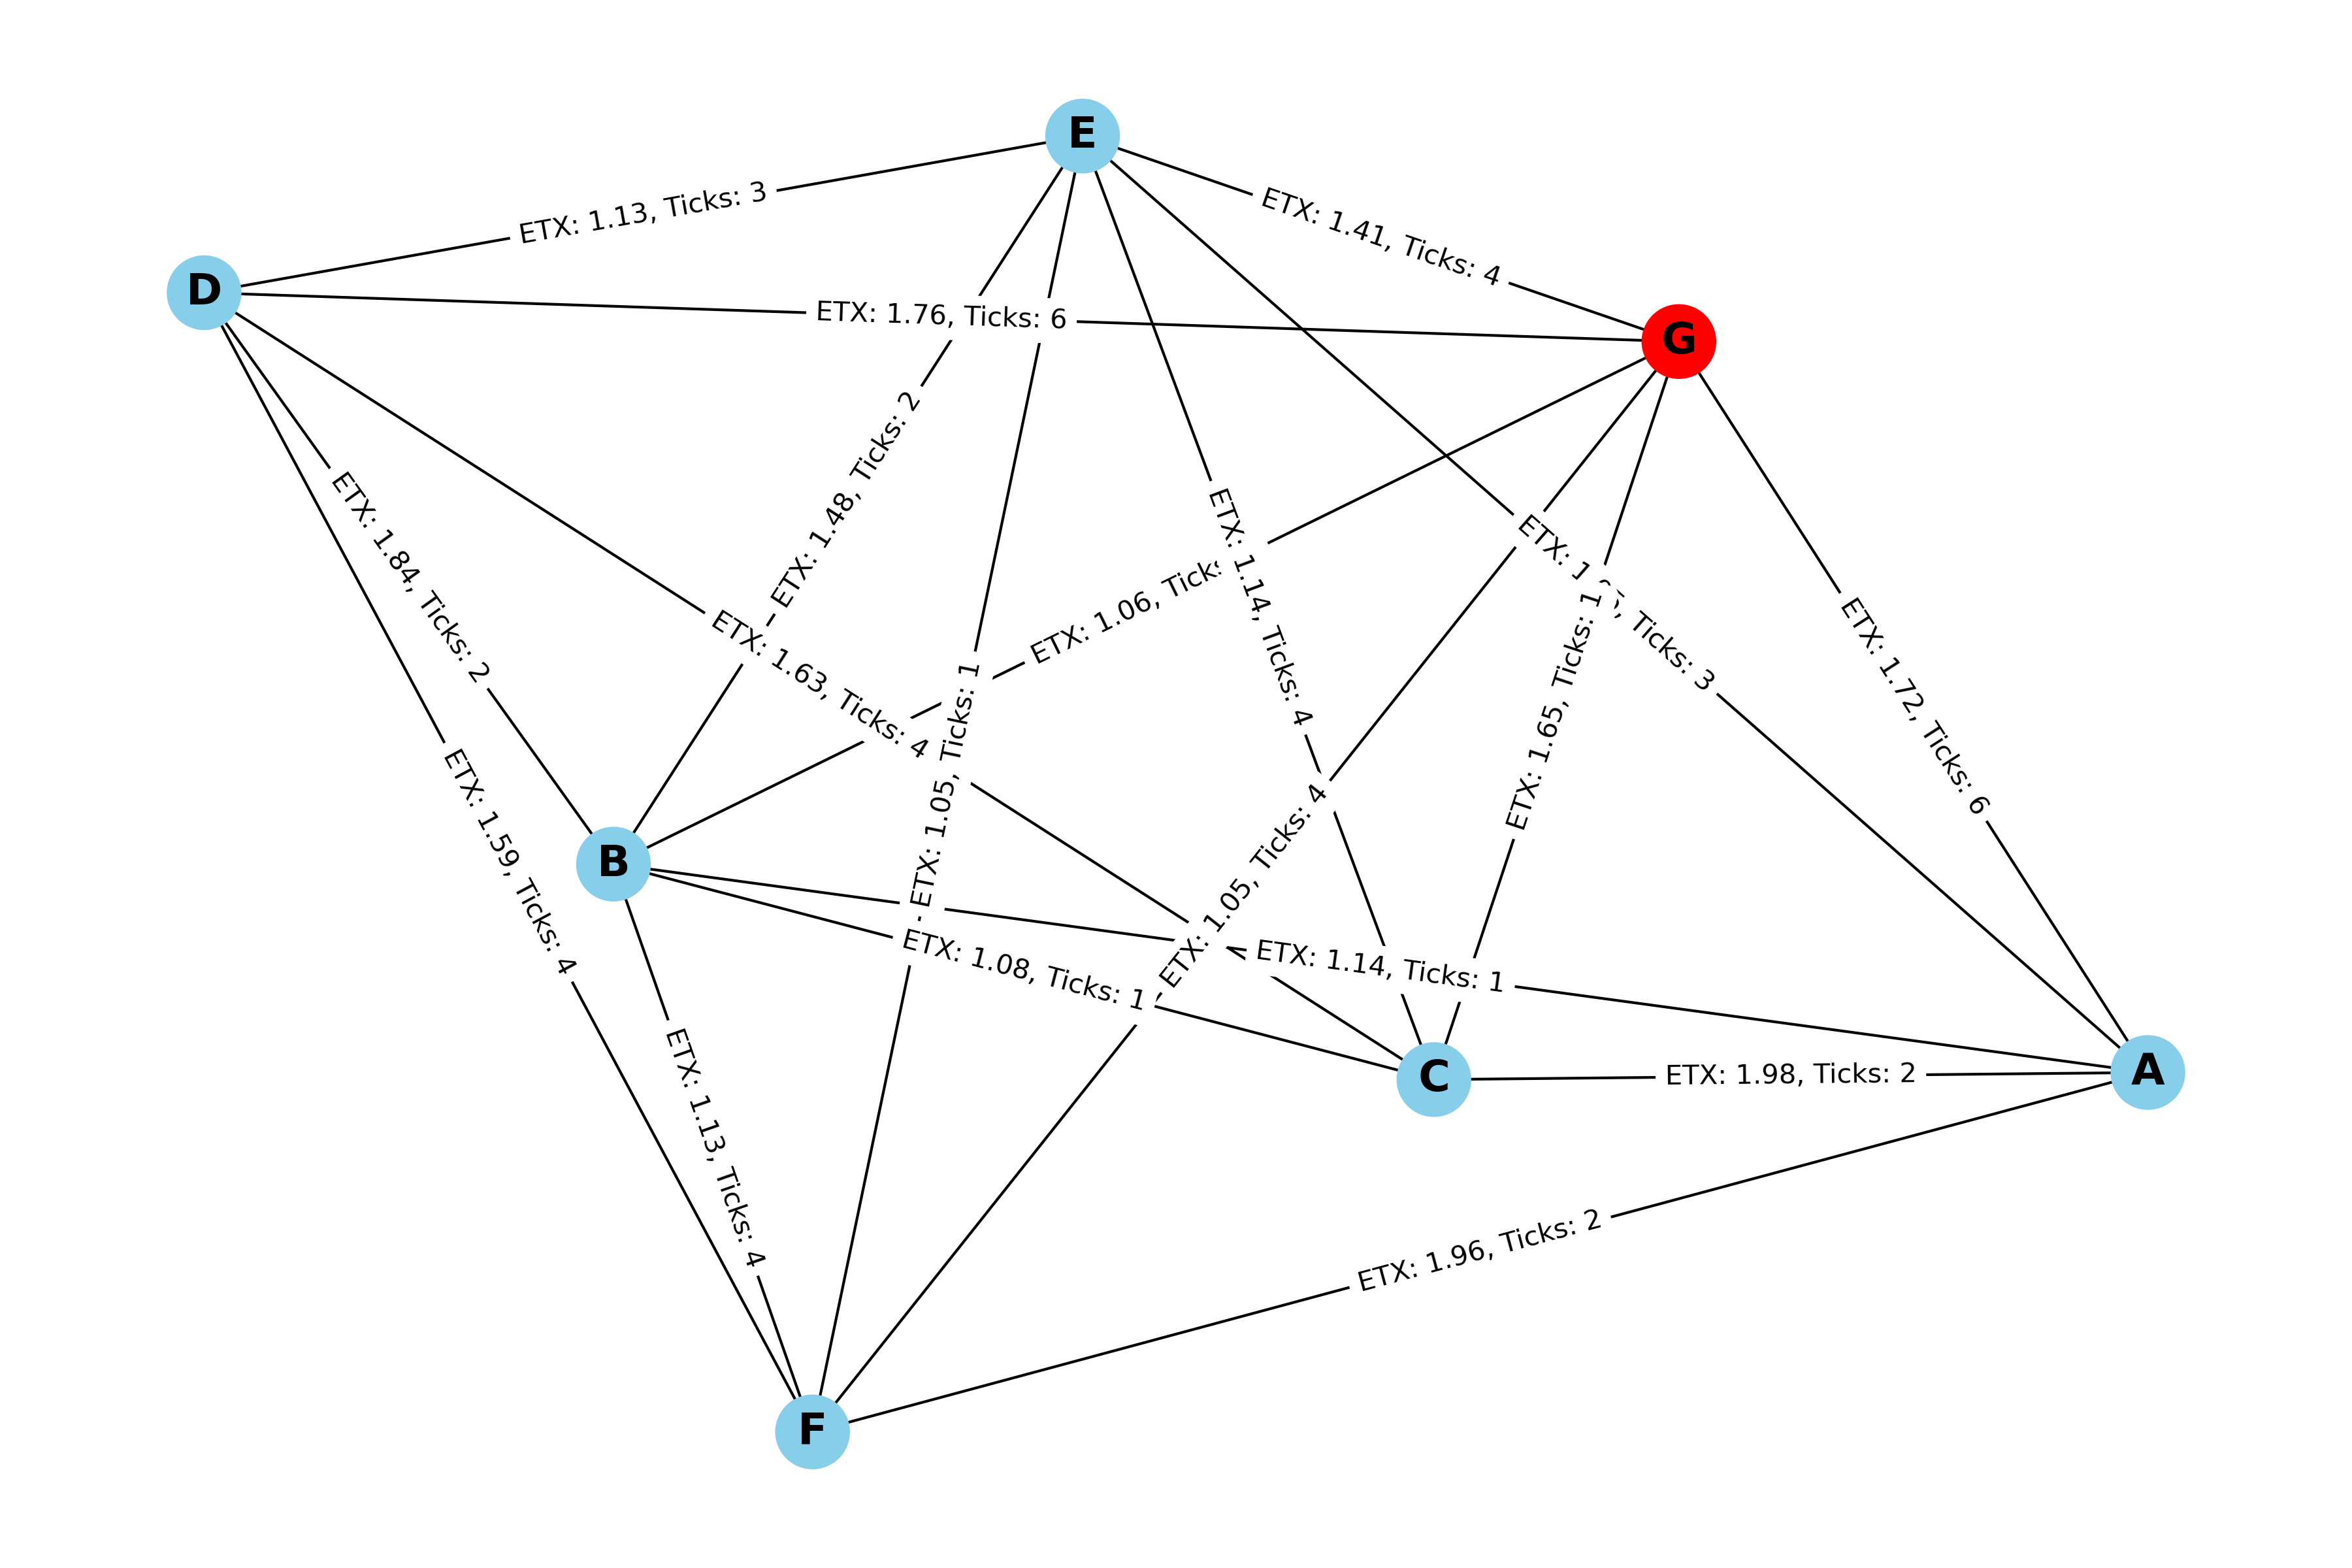 E
ETX: 1.13, Ticks: 3
ETX: 1.41, Ticks: 4
D
ETX: 1.76, Ticks: 6
G
ETX: 1.48, Ticks: 2
ETX: 1.84, Ticks: 2
ETX: 1.06,
ETX: 1.14, Ticks: 4
ETX: Ticks: 3
ETX: 1.63, Ticks: 4
ETX: 1.65, Ticks: 1
ETX: 1.72, Ticks: 6
ETX: 1.05, Ticks: 1
ETX: 1.59, Ticks: 4
B
ETX: 1.05, Ticks: 4
ETX: 1.08, Ticks: 1
ETX: 1.14, Ticks: 1
C
ETX: 1.98, Ticks: 2
A
ETX: 1.13, Ticks: 4
ETX: 1.96, Ticks: 2
F